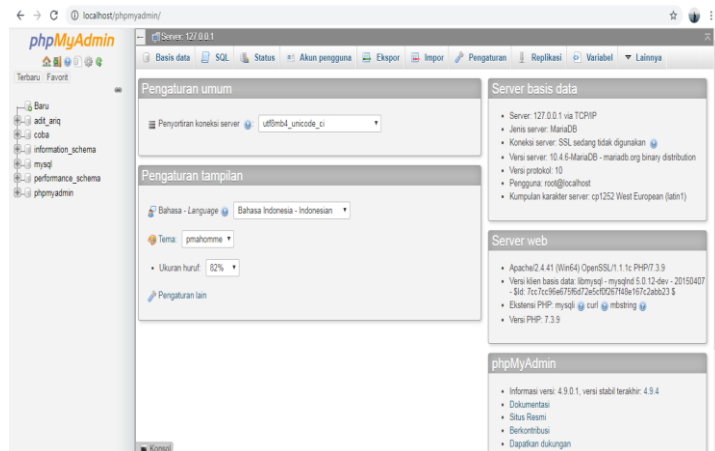 localhost/phpmyadmin/
phpMyAdmin
Terbaru Favorit
Baru
adit_ariq
coba
information_schema
mysql
performance_schema
phpmyadmin
Server: 127.0.0.1
Basis data SQL Status Akun pengguna Ekspor Impor Pengaturan Replikasi Variabel Lainnya
Pengaturan umum
Penyortiran koneksi server : utf8mb4_unicode_ci
Pengaturan tampilan
Bahasa - Language Bahasa Indonesia - Indonesian
Tema: pmahomme
Ukuran huruf: 82%
Pengaturan lain
Server basis data
Server: 127.0.0.1 via TCP/IP
Jenis server: MariaDB
Koneksi server: SSL sedang tidak digunakan
Versi server: 10.4.6-MariaDB - mariadb.org binary distribution
Versi protokol: 10
Pengguna: root@localhost
Kumpulan karakter server: cp1252 West European (latin1)
Server web
Apache/2.4.41 (Win64) OpenSSL/1.1.1c PHP/7.3.9
Versi klien basis data: libmysql - mysqlnd 5.0.12-dev - 20150407
- $Id: $
Ekstensi PHP: mysqli curl mbstring
Versi PHP: 7.3.9
phpMyAdmin
Informasi versi: 4.9.0.1, versi stabil terakhir: 4.9.4
Dokumentasi
Situs Resmi
Berkontribusi
Dapatkan dukungan
Konsol